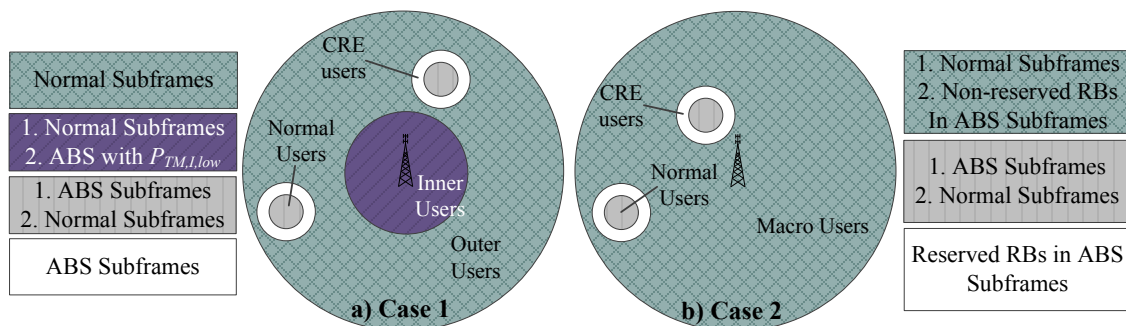 Normal Subframes
1. Normal Subframes
2. ABS with P_{TM,I,low}
1. ABS Subframes
2. Normal Subframes
ABS Subframes
CRE
users
Normal
Users
Inner
Users
Outer
Users
a) Case 1
CRE
users
Normal
Users
Macro Users
b) Case 2
1. Normal Subframes
2. Non-reserved RBs
In ABS Subframes
1. ABS Subframes
2. Normal Subframes
Reserved RBs in ABS
Subframes